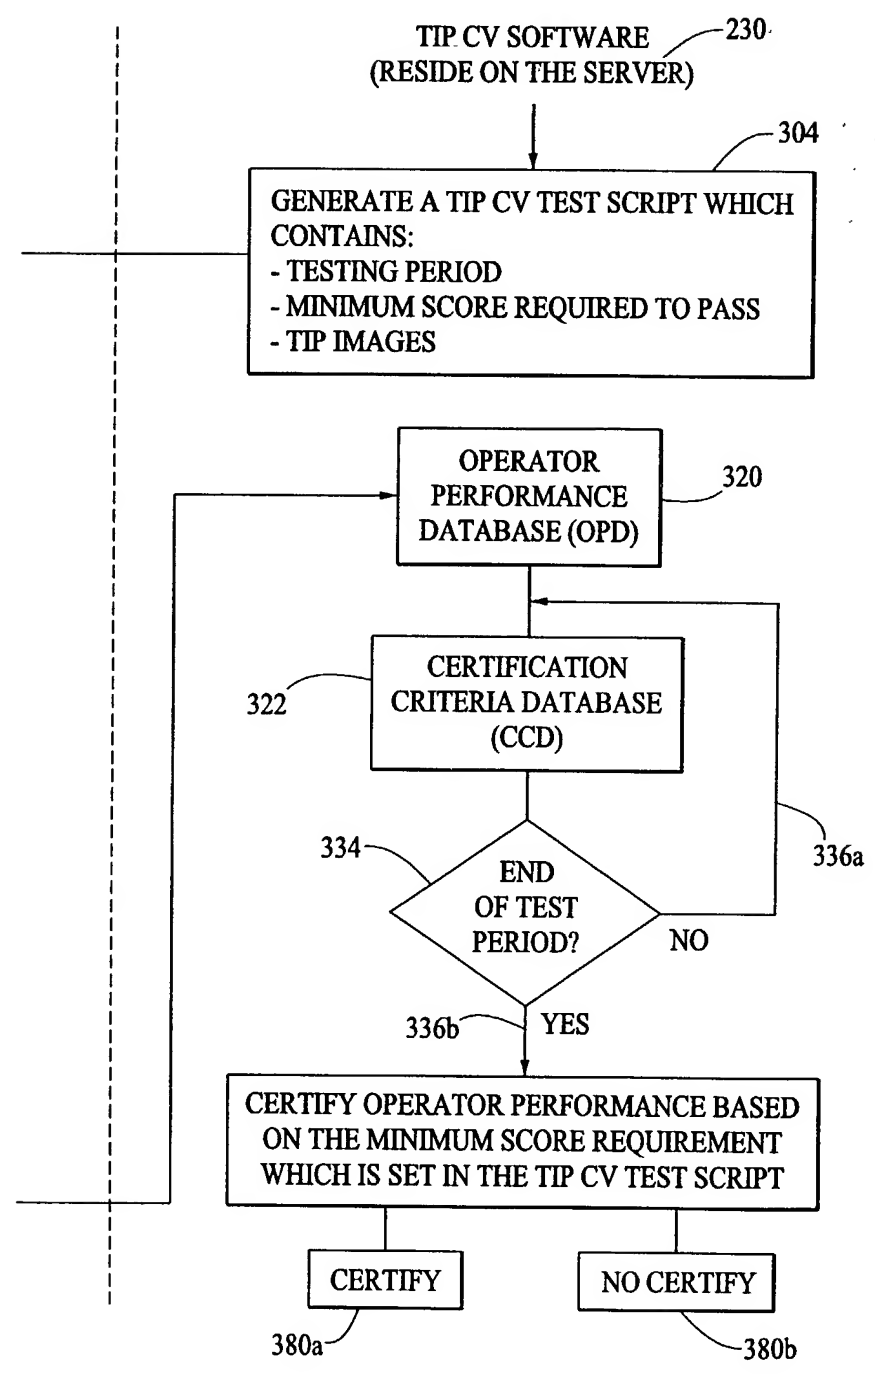 TIP CV SOFTWARE
(RESIDE ON THE SERVER)
230
304
GENERATE A TIP CV TEST SCRIPT WHICH
CONTAINS:
- TESTING PERIOD
- MINIMUM SCORE REQUIRED TO PASS
- TIP IMAGES
OPERATOR
PERFORMANCE
DATABASE (OPD)
320
CERTIFICATION
CRITERIA DATABASE
(CCD)
322
336a
334
END
OF TEST
PERIOD?
NO
336b
YES
CERTIFY OPERATOR PERFORMANCE BASED
ON THE MINIMUM SCORE REQUIREMENT
WHICH IS SET IN THE TIP CV TEST SCRIPT
CERTIFY
NO CERTIFY
380a
380b